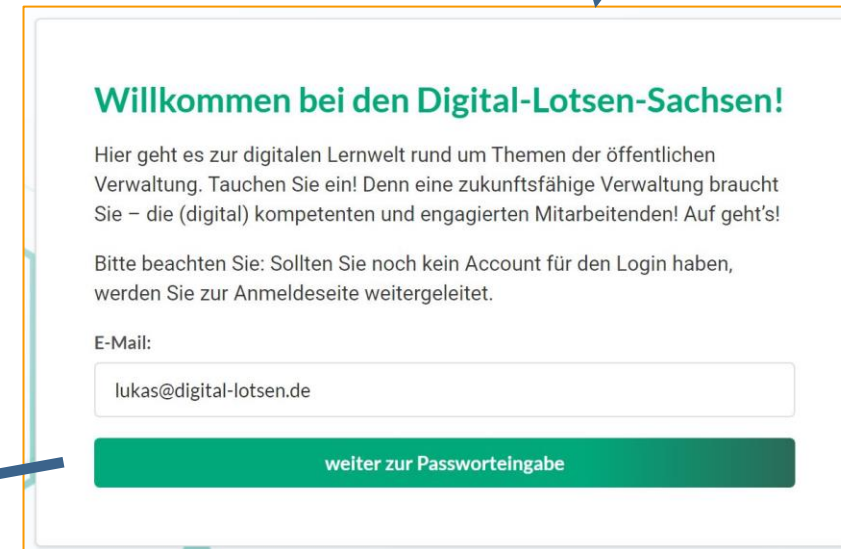 Willkommen bei den Digital-Lotsen-Sachsen!
Hier geht es zur digitalen Lernwelt rund um Themen der öffentlichen
Verwaltung. Tauchen Sie ein! Denn eine zukunftsfähige Verwaltung braucht
Sie – die (digital) kompetenten und engagierten Mitarbeitenden! Auf geht’s!
Bitte beachten Sie: Sollten Sie noch kein Account für den Login haben,
werden Sie zur Anmeldeseite weitergeleitet.
E-Mail:
lukas@digital-lotsen.de
weiter zur Passworteingabe